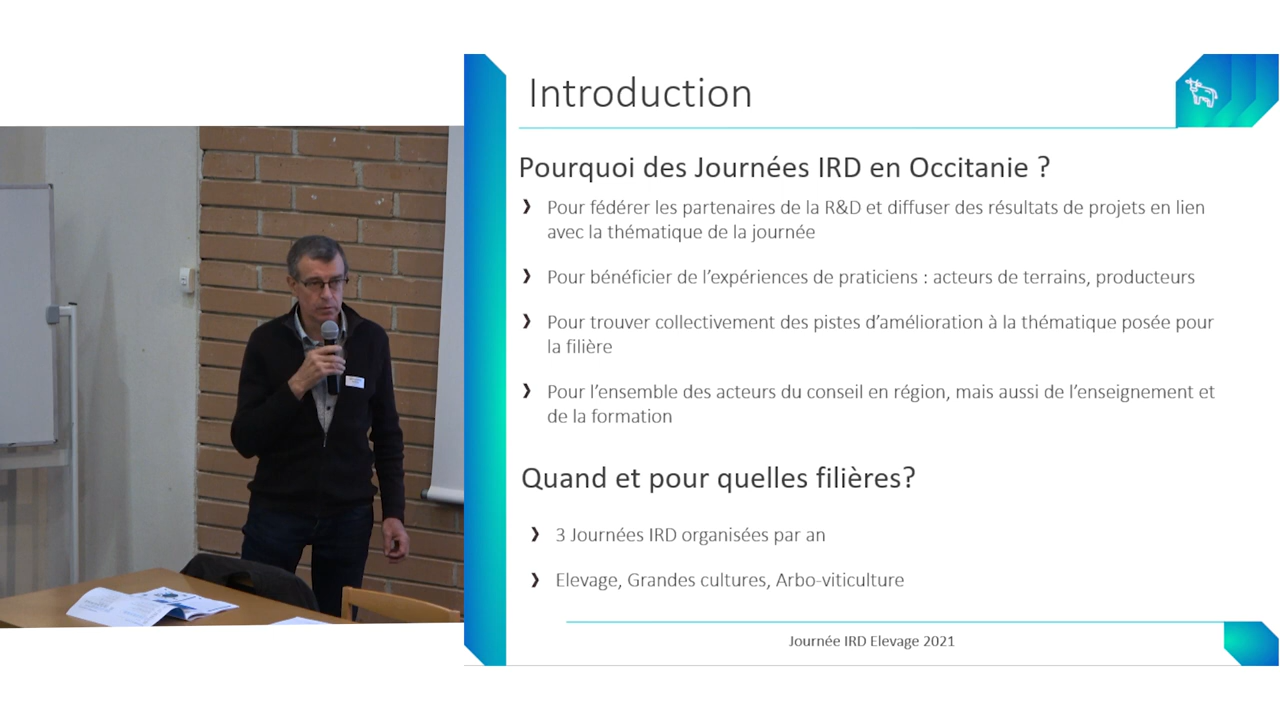 Introduction
Pourquoi des Journées IRD en Occitanie ?
❯ Pour fédérer les partenaires de la R&D et diffuser des résultats de projets en lien
avec la thématique de la journée
❯ Pour bénéficier de l’expériences de praticiens : acteurs de terrains, producteurs
❯ Pour trouver collectivement des pistes d’amélioration à la thématique posée pour
la filière
❯ Pour l’ensemble des acteurs du conseil en région, mais aussi de l’enseignement et
de la formation
Quand et pour quelles filières?
❯ 3 Journées IRD organisées par an
❯ Elevage, Grandes cultures, Arbo-viticulture
Journée IRD Elevage 2021